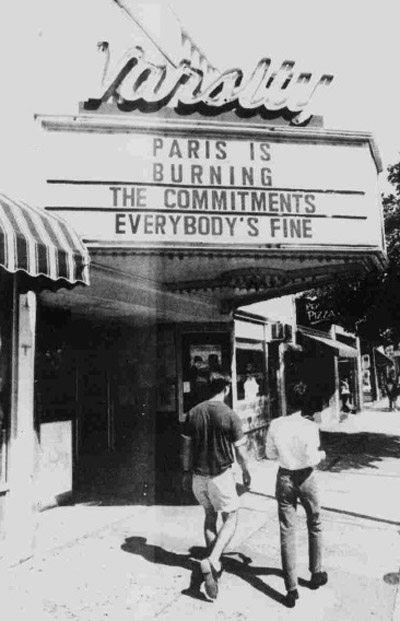 Varsity
PARIS IS
BURNING
THE COMMITMENTS
EVERYBODY'S FINE
PIZZA